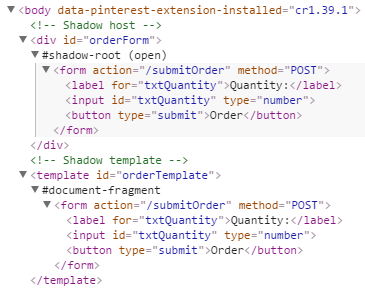 ▼<body data-pinterest-extension-installed="cr1.39.1">
<!-- Shadow host -->
▼<div id="orderForm">
▼#shadow-root (open)
▼<form action="/submitOrder" method="POST">
<label for="txtQuantity">Quantity:</label>
<input id="txtQuantity" type="number">
<button type="submit">Order</button>
</form>
</div>
<!-- Shadow template -->
▼<template id="orderTemplate">
▼#document-fragment
▼<form action="/submitOrder" method="POST">
<label for="txtQuantity">Quantity:</label>
<input id="txtQuantity" type="number">
<button type="submit">Order</button>
</form>
</template>